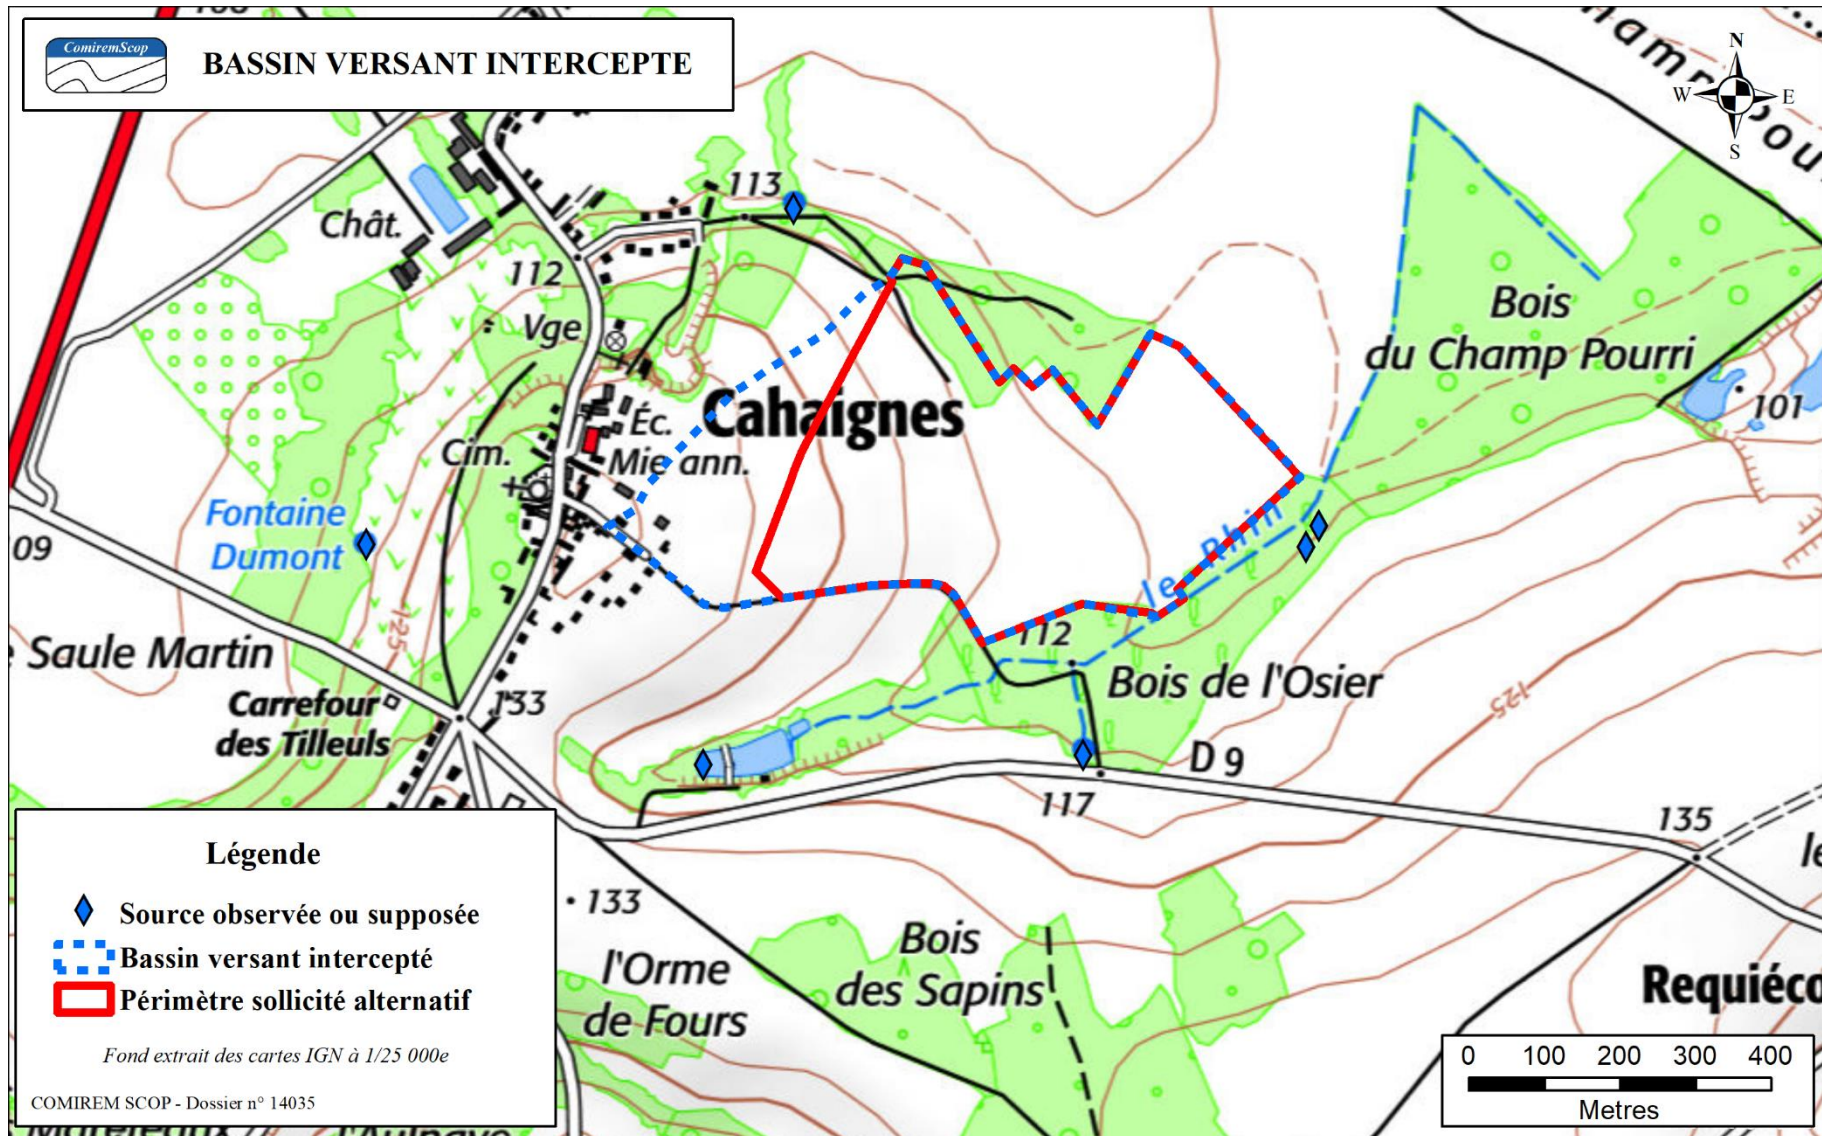 ComiremScop
BASSIN VERSANT INTERCEPTE
N
W
E
S
113
Chât.
112
Vge
Bois
du Champ Pourri
101
Cahaignes
Éc.
Mie ann.
Cim.
Fontaine
Dumont
le Rhin
125
Saule Martin
112
Bois de l'Osier
125
Carrefour
des Tilleuls
133
D 9
117
135
133
Bois
des Sapins
l'Orme
de Fours
Légende
Source observée ou supposée
Bassin versant intercepté
Périmètre sollicité alternatif
Fond extrait des cartes IGN à 1/25 000e
COMIREM SCOP - Dossier n° 14035
0 100 200 300 400
Metres